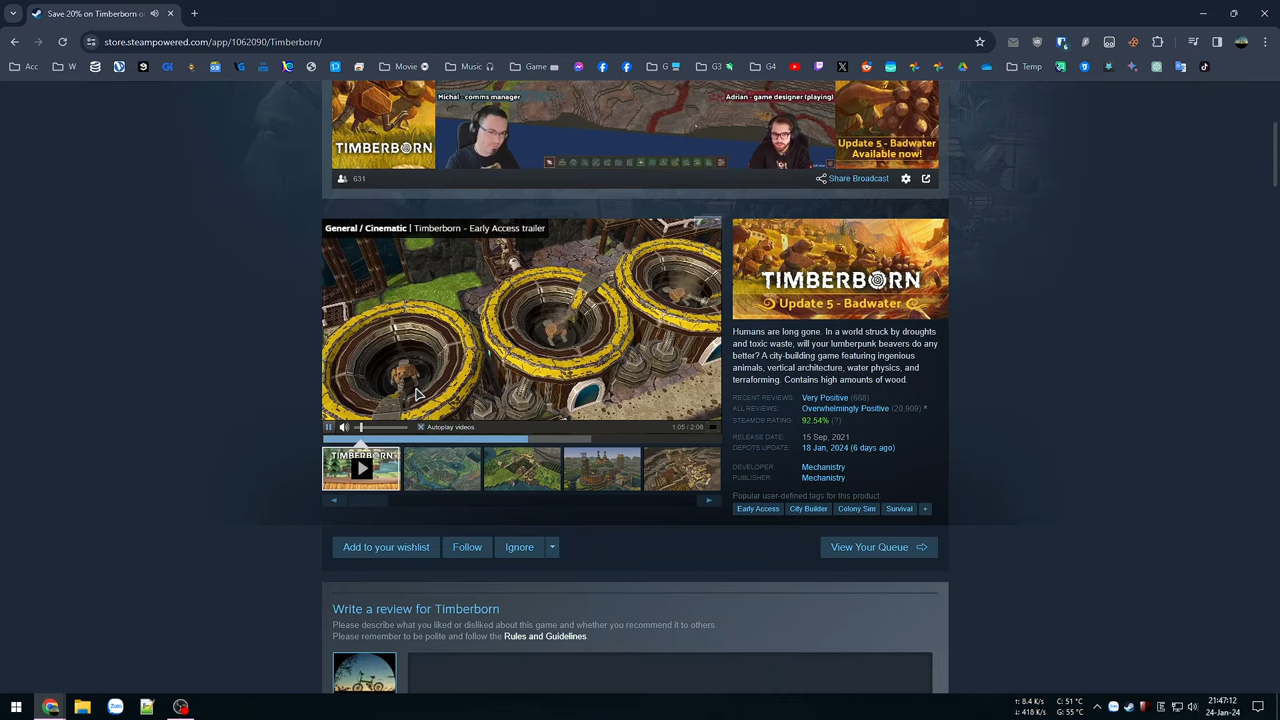 Save 20% on Timberborn o
store.steampowered.com/app/1062090/Timberborn/
Acc
W
Movie
Music
Game
G
G3
G4
Temp
Michal - comms manager
Adrian - game designer (playing)
TIMBERBORN
Update 5 - Badwater
Available now!
631
Share Broadcast
General / Cinematic | Timberborn - Early Access trailer
TIMBERBORN
Update 5 - Badwater
Humans are long gone. In a world struck by droughts
and toxic waste, will your lumberpunk beavers do any
better? A city-building game featuring ingenious
animals, vertical architecture, water physics, and
terraforming. Contains high amounts of wood.
RECENT REVIEWS: Very Positive (668)
ALL REVIEWS: Overwhelmingly Positive (20,909) *
STEAMDB RATING: 92.54% (?)
RELEASE DATE: 15 Sep, 2021
DEPOTS UPDATE: 18 Jan, 2024 (6 days ago)
DEVELOPER: Mechanistry
PUBLISHER: Mechanistry
Popular user-defined tags for this product:
Early Access City Builder Colony Sim Survival +
Autoplay videos
1:05 / 2:06
TIMBERBORN
Add to your wishlist Follow Ignore
View Your Queue
Write a review for Timberborn
Please describe what you liked or disliked about this game and whether you recommend it to others.
Please remember to be polite and follow the Rules and Guidelines.
Zalo
↑: 8.4 K/s
↓: 418 K/s
C: 51 °C
G: 55 °C
21:47:12
24-Jan-24